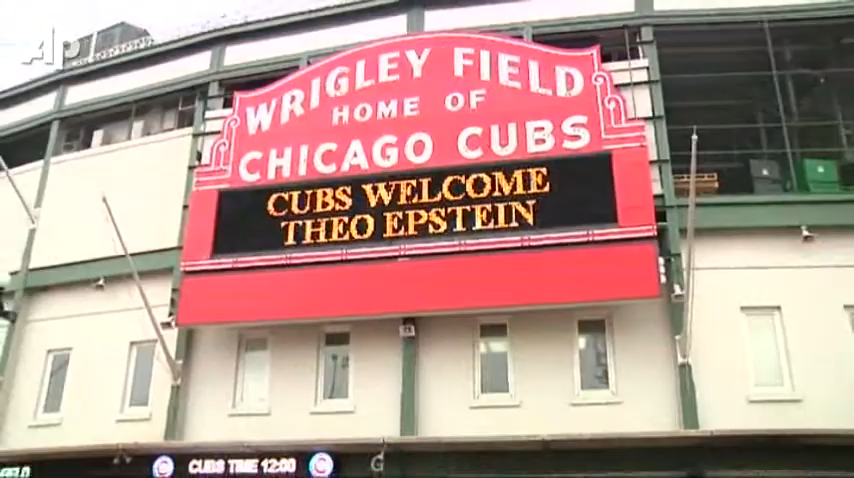 AP
WRIGLEY FIELD
HOME OF
CHICAGO CUBS
CUBS WELCOME
THEO EPSTEIN
CUBS TIME 12:00